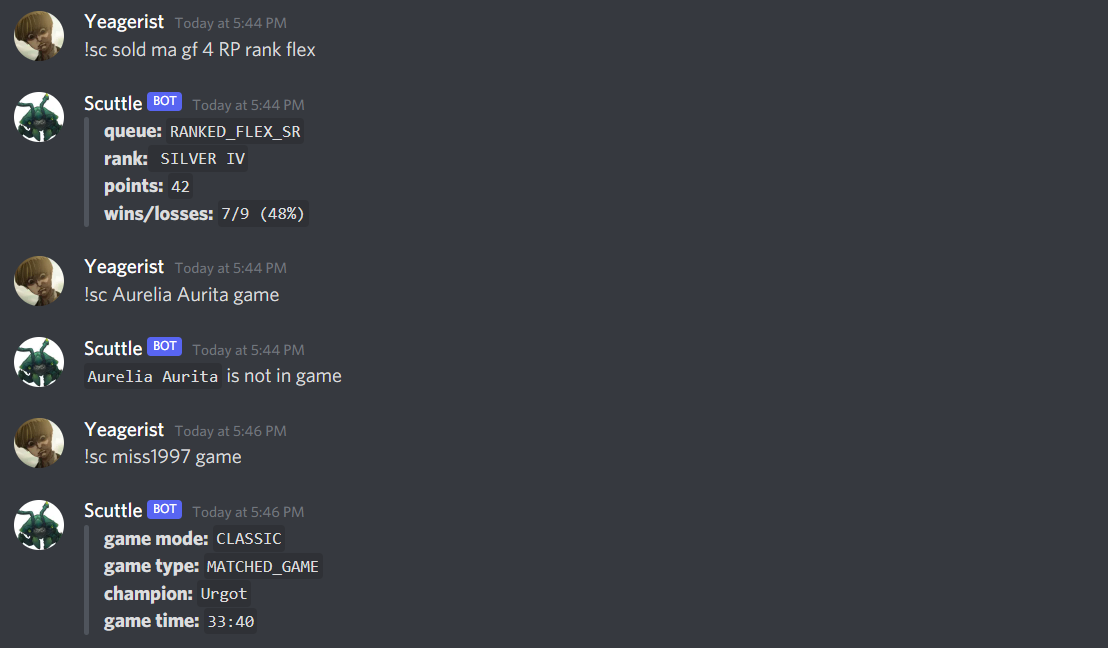 Yeagerist Today at 5:44 PM
!sc sold ma gf 4 RP rank flex
Scuttle BOT Today at 5:44 PM
queue: RANKED_FLEX_SR
rank: SILVER IV
points: 42
wins/losses: 7/9 (48%)
Yeagerist Today at 5:44 PM
!sc Aurelia Aurita game
Scuttle BOT Today at 5:44 PM
Aurelia Aurita is not in game
Yeagerist Today at 5:46 PM
!sc miss1997 game
Scuttle BOT Today at 5:46 PM
game mode: CLASSIC
game type: MATCHED_GAME
champion: Urgot
game time: 33:40